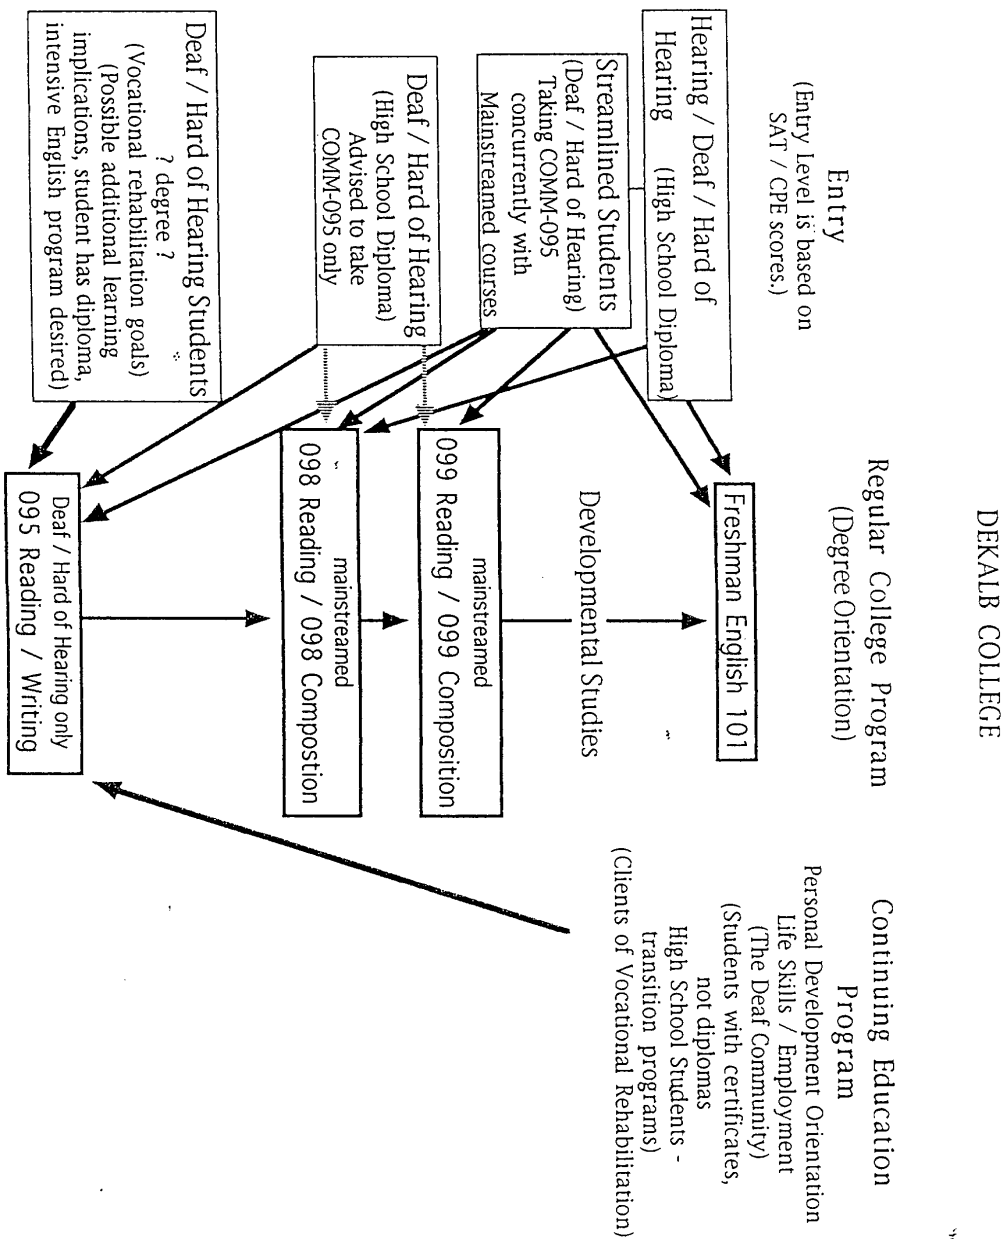 DEKALB COLLEGE
Entry
(Entry Level is based on
SAT / CPE scores.)
Hearing / Deaf / Hard of
Hearing (High School Diploma)
Streamlined Students
(Deaf / Hard of Hearing)
Taking COMM-095
concurrently with
Mainstreamed courses
Deaf / Hard of Hearing
(High School Diploma)
Advised to take
COMM-095 only
Deaf / Hard of Hearing Students
? degree ?
(Vocational rehabilitation goals)
(Possible additional learning
implications, student has diploma,
intensive English program desired)
Regular College Program
(Degree Orientation)
Freshman English 101
Developmental Studies
mainstreamed
099 Reading / 099 Composition
mainstreamed
098 Reading / 098 Compostion
Deaf / Hard of Hearing only
095 Reading / Writing
Continuing Education
Program
Personal Development Orientation
Life Skills / Employment
(The Deaf Community)
(Students with certificates,
not diplomas
High School Students -
transition programs)
(Clients of Vocational Rehabilitation)